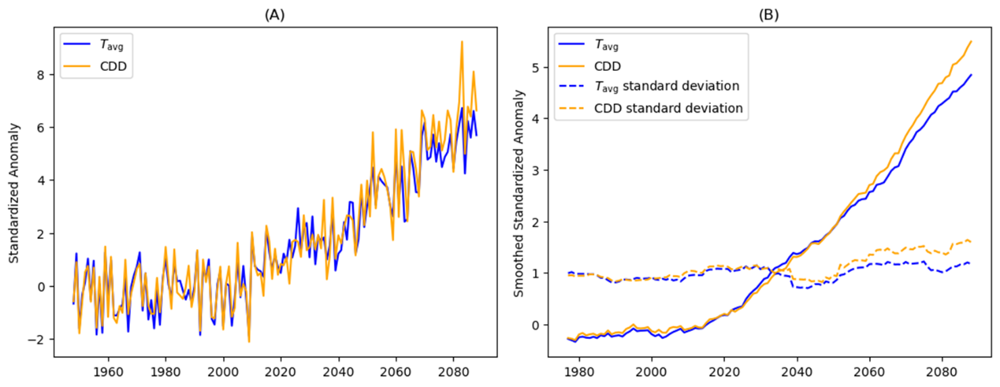 (A)
T_avg
CDD
Standardized Anomaly
8
6
4
2
0
−2
1960 1980 2000 2020 2040 2060 2080
(B)
T_avg
CDD
T_avg standard deviation
CDD standard deviation
Smoothed Standardized Anomaly
5
4
3
2
1
0
1980 2000 2020 2040 2060 2080